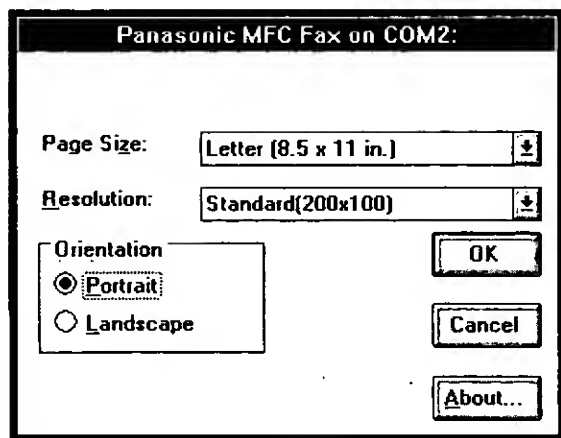 Panasonic MFC Fax on COM2:
Page Size: Letter (8.5 x 11 in.)
Resolution: Standard(200x100)
Orientation
Portrait
Landscape
OK
Cancel
About...